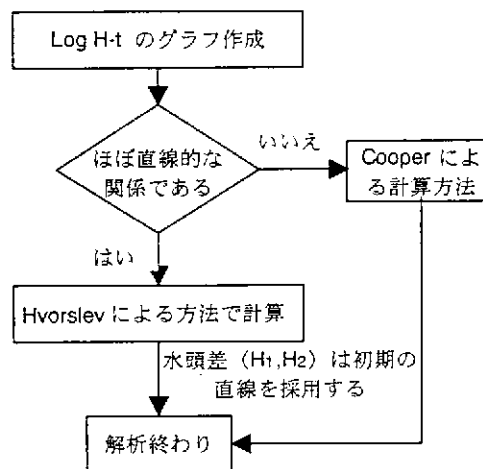 Log H-t のグラフ作成
ほぼ直線的な
関係である
いいえ
Cooper によ
る計算方法
はい
Hvorslev による方法で計算
水頭差（H1,H2）は初期の
直線を採用する
解析終わり